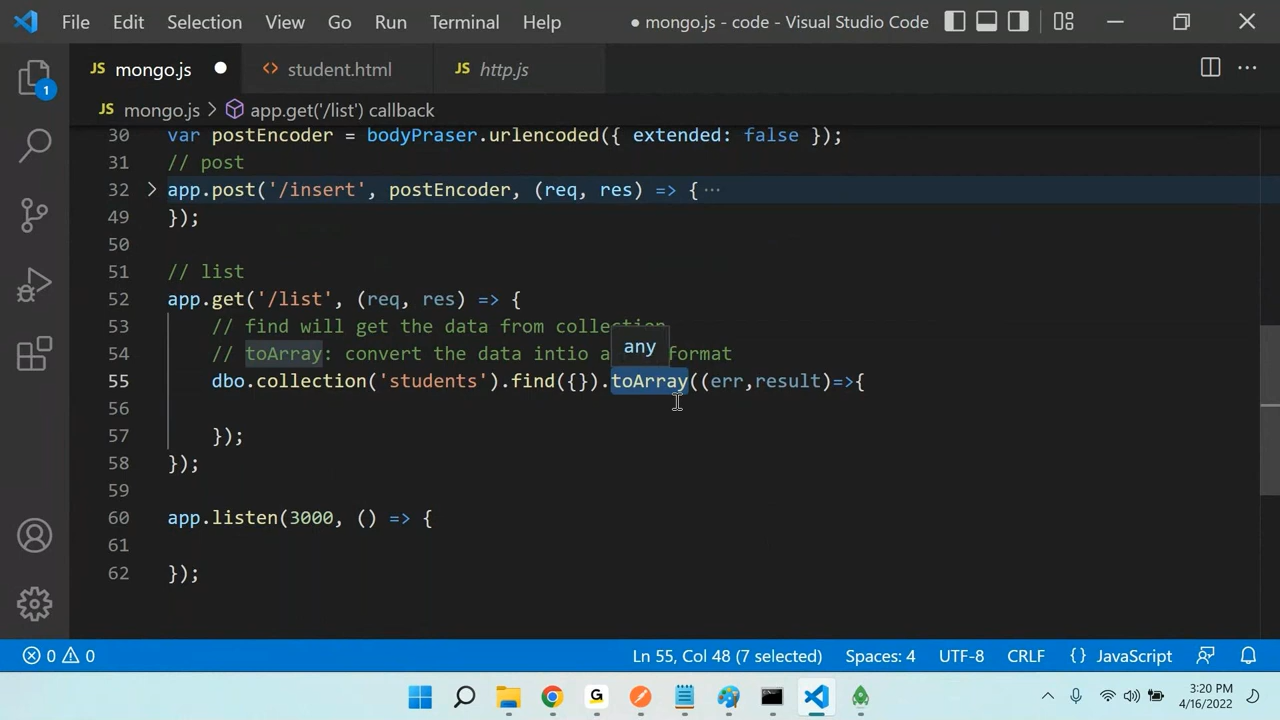 File Edit Selection View Go Run Terminal Help ● mongo.js - code - Visual Studio Code
JS mongo.js ● <> student.html JS http.js
JS mongo.js > app.get('/list') callback
30 var postEncoder = bodyPraser.urlencoded({ extended: false });
31 // post
32 app.post('/insert', postEncoder, (req, res) => { ···
49 });
50
51 // list
52 app.get('/list', (req, res) => {
53 // find will get the data from collection
any
54 // toArray: convert the data intio a format
55 dbo.collection('students').find({}).toArray((err,result)=>{
56
57 });
58 });
59
60 app.listen(3000, () => {
61
62 });
1
0 0 Ln 55, Col 48 (7 selected) Spaces: 4 UTF-8 CRLF {} JavaScript
3:20 PM
4/16/2022